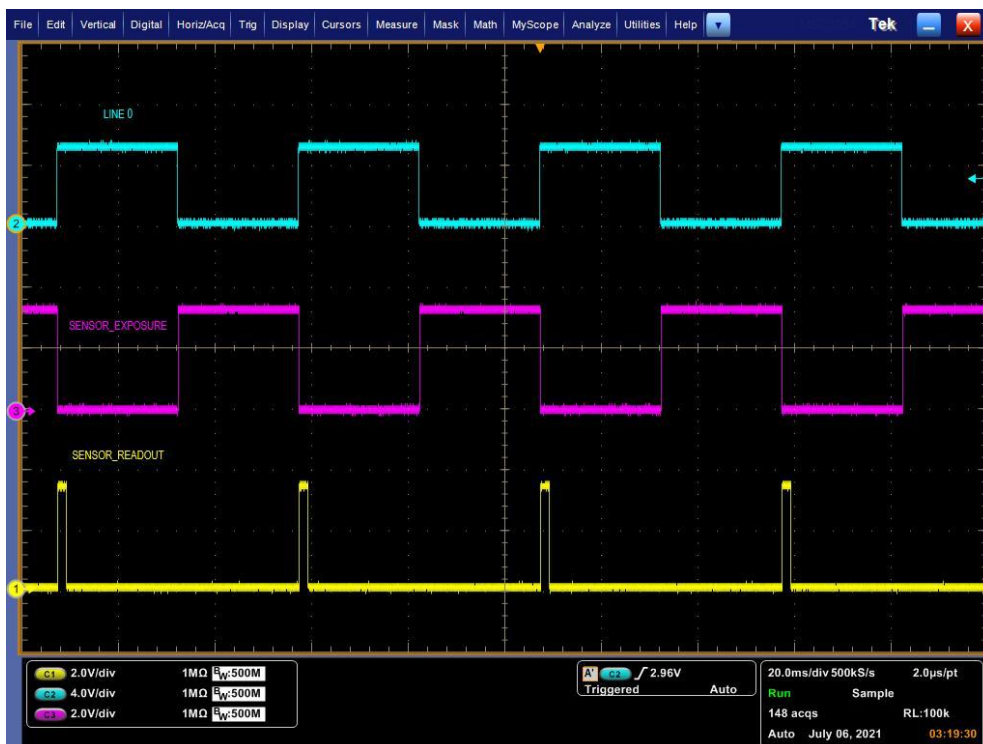 File Edit Vertical Digital Horiz/Acq Trig Display Cursors Measure Mask Math MyScope Analyze Utilities Help Tek X
LINE 0
2
SENSOR_EXPOSURE
3
SENSOR_READOUT
1
C1 2.0V/div 1MΩ BW:500M
C2 4.0V/div 1MΩ BW:500M
C3 2.0V/div 1MΩ BW:500M
A' C2 2.96V
Triggered Auto
20.0ms/div 500kS/s 2.0µs/pt
Run Sample
148 acqs RL:100k
Auto July 06, 2021 03:19:30